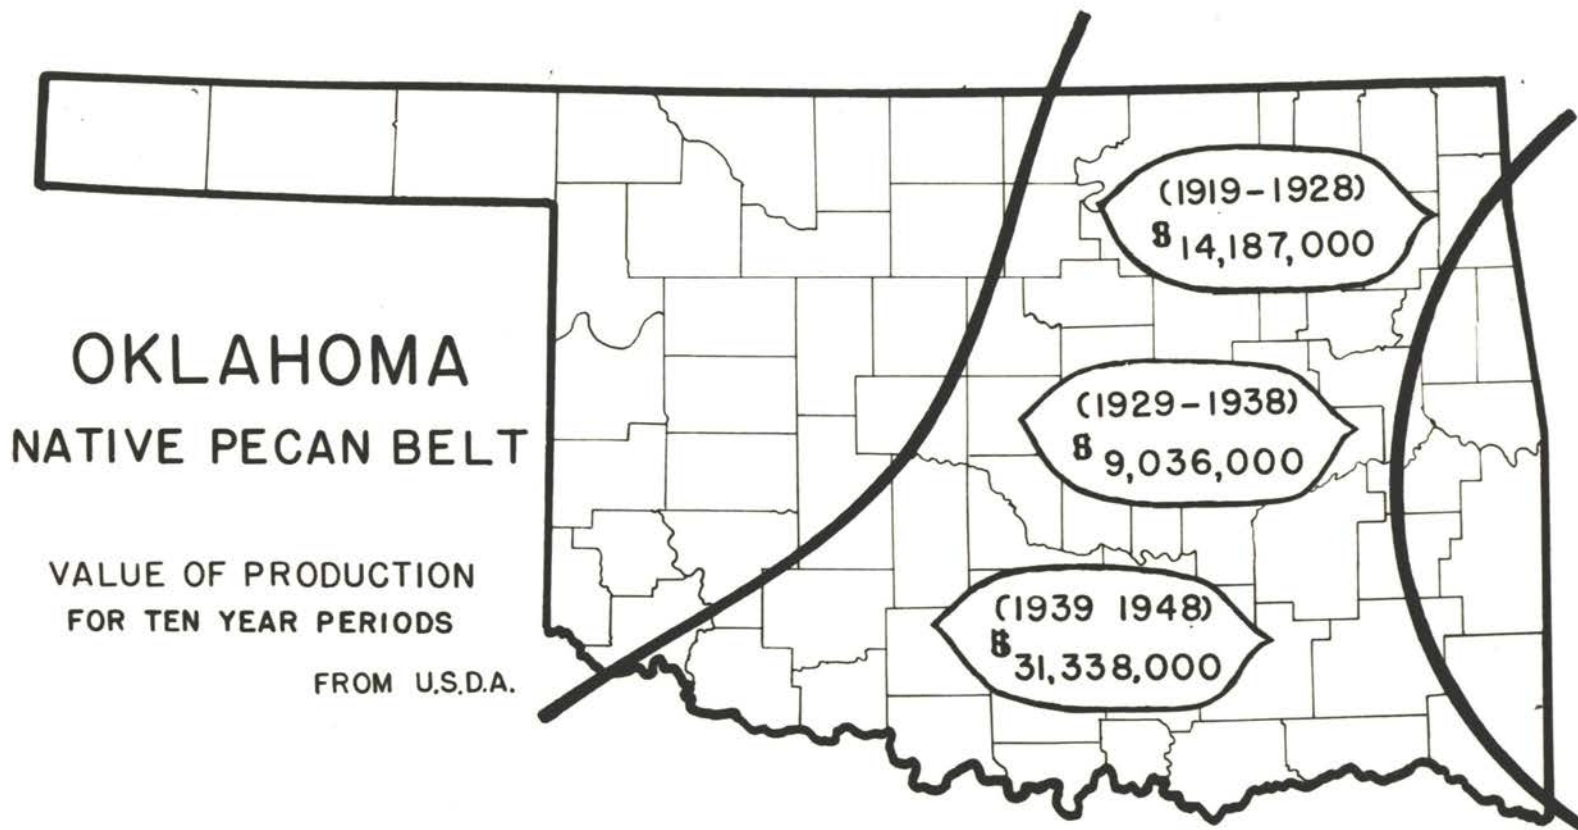 OKLAHOMA
NATIVE PECAN BELT
VALUE OF PRODUCTION
FOR TEN YEAR PERIODS
FROM U.S.D.A.
(1919-1928)
$14,187,000
(1929-1938)
$9,036,000
(1939 1948)
$31,338,000